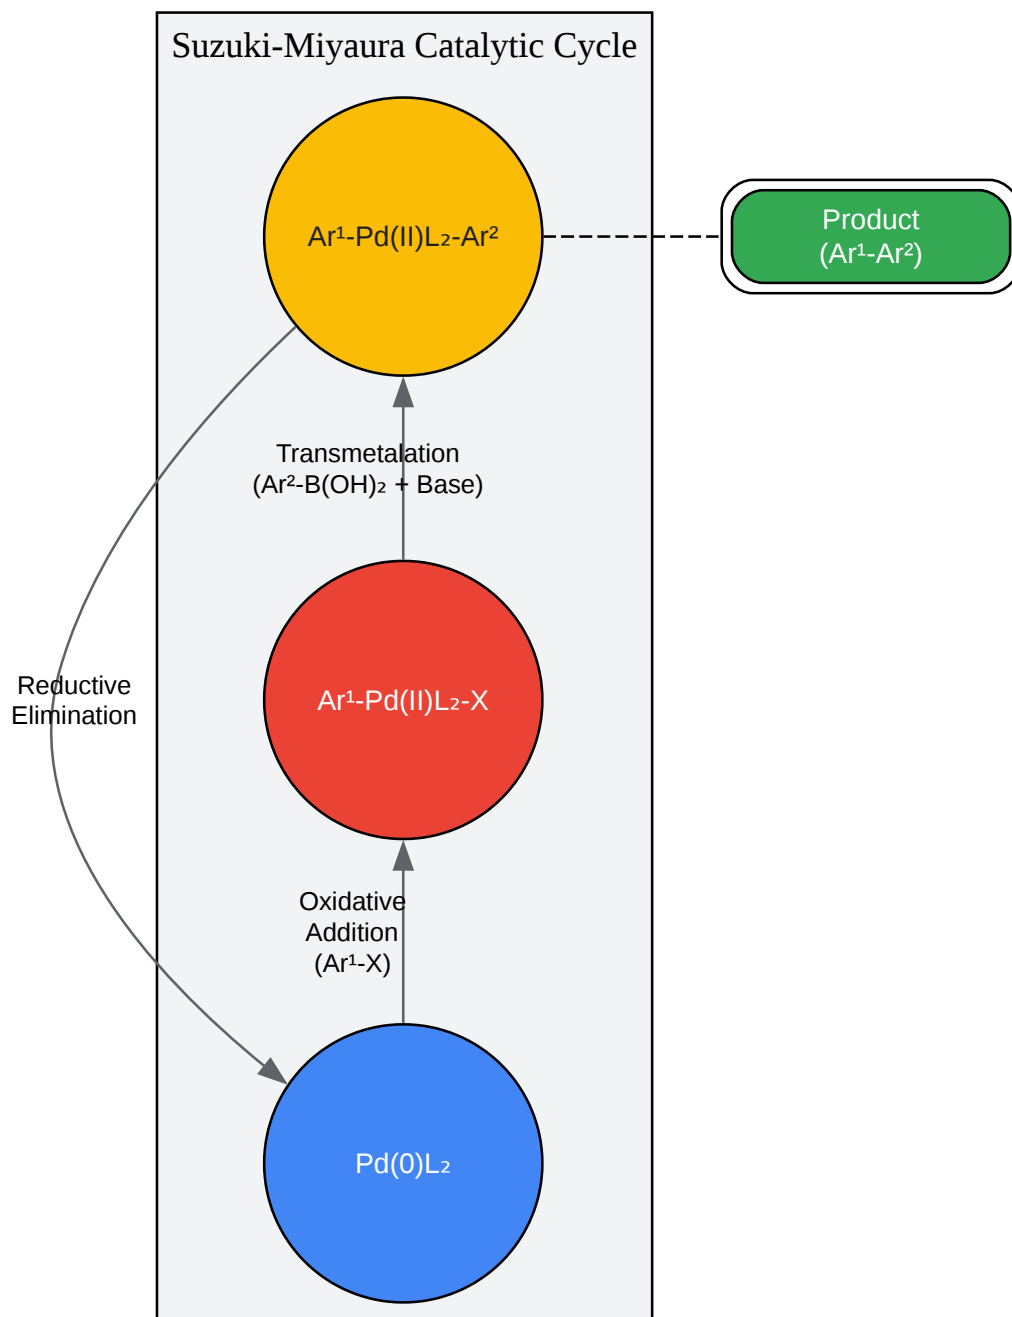 Suzuki-Miyaura Catalytic Cycle
Ar¹-Pd(II)L₂-Ar²
Product
(Ar¹-Ar²)
Transmetalation
(Ar²-B(OH)₂ + Base)
Reductive
Elimination
Ar¹-Pd(II)L₂-X
Oxidative
Addition
(Ar¹-X)
Pd(0)L₂